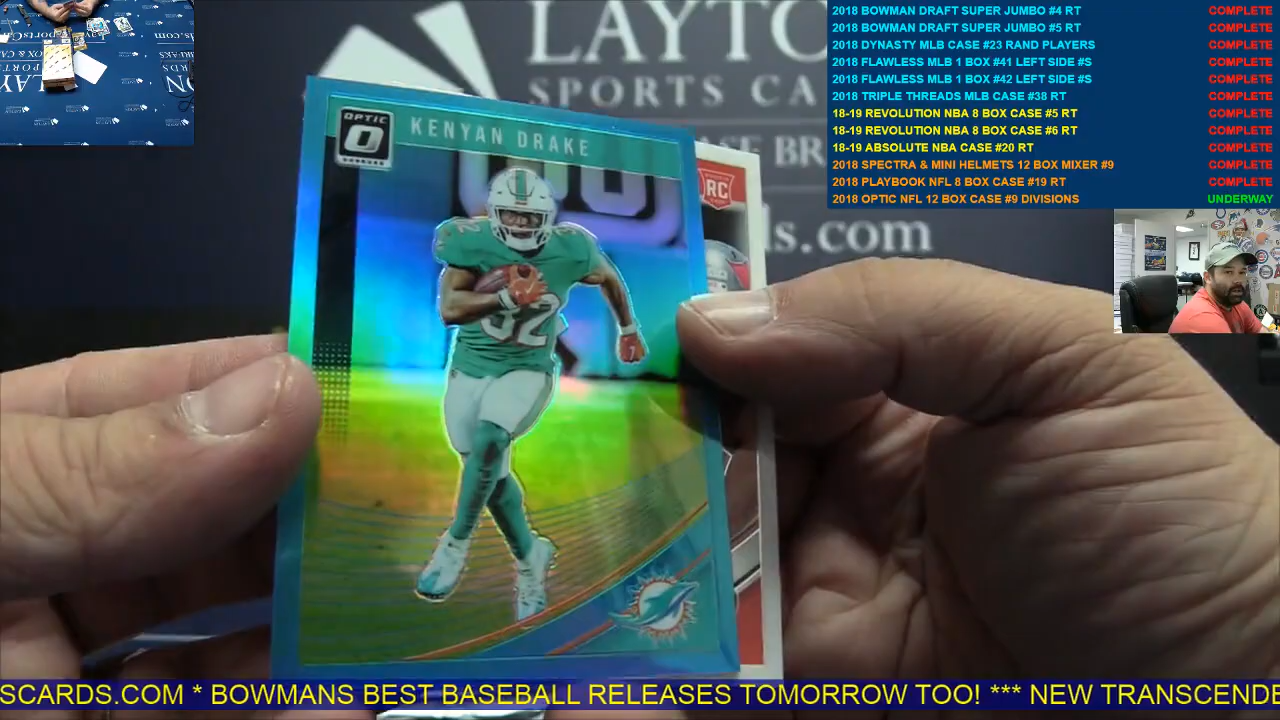 2018 BOWMAN DRAFT SUPER JUMBO #4 RT COMPLETE
2018 BOWMAN DRAFT SUPER JUMBO #5 RT COMPLETE
2018 DYNASTY MLB CASE #23 RAND PLAYERS COMPLETE
2018 FLAWLESS MLB 1 BOX #41 LEFT SIDE #S COMPLETE
2018 FLAWLESS MLB 1 BOX #42 LEFT SIDE #S COMPLETE
2018 TRIPLE THREADS MLB CASE #38 RT COMPLETE
18-19 REVOLUTION NBA 8 BOX CASE #5 RT COMPLETE
18-19 REVOLUTION NBA 8 BOX CASE #6 RT COMPLETE
18-19 ABSOLUTE NBA CASE #20 RT COMPLETE
2018 SPECTRA & MINI HELMETS 12 BOX MIXER #9 COMPLETE
2018 PLAYBOOK NFL 8 BOX CASE #19 RT COMPLETE
2018 OPTIC NFL 12 BOX CASE #9 DIVISIONS UNDERWAY
LAYTO
SPORTS CA
SE BR
ds.com
OPTIC
O
DONRUSS
KENYAN DRAKE
RC
32
32
SCARDS.COM * BOWMANS BEST BASEBALL RELEASES TOMORROW TOO! *** NEW TRANSCENDE